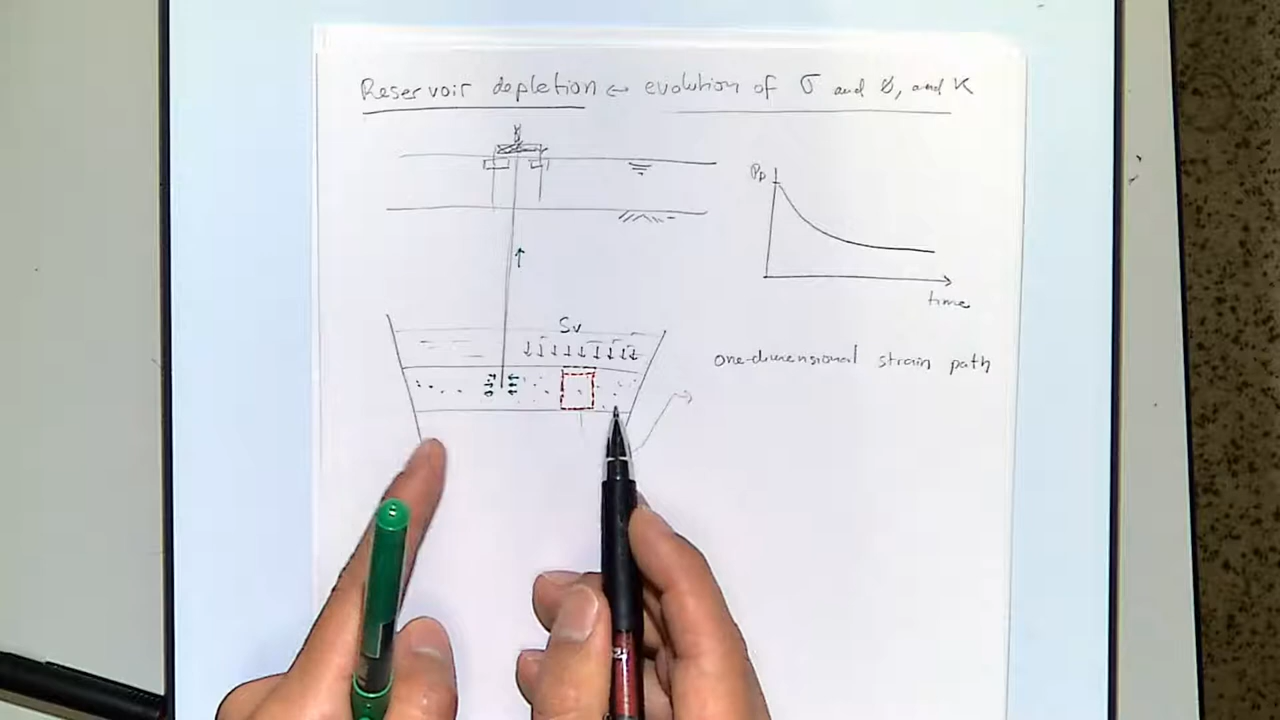 Reservoir depletion ↔ evolution of σ and ϕ, and K
Pp
time
Sv
one-dimensional strain path